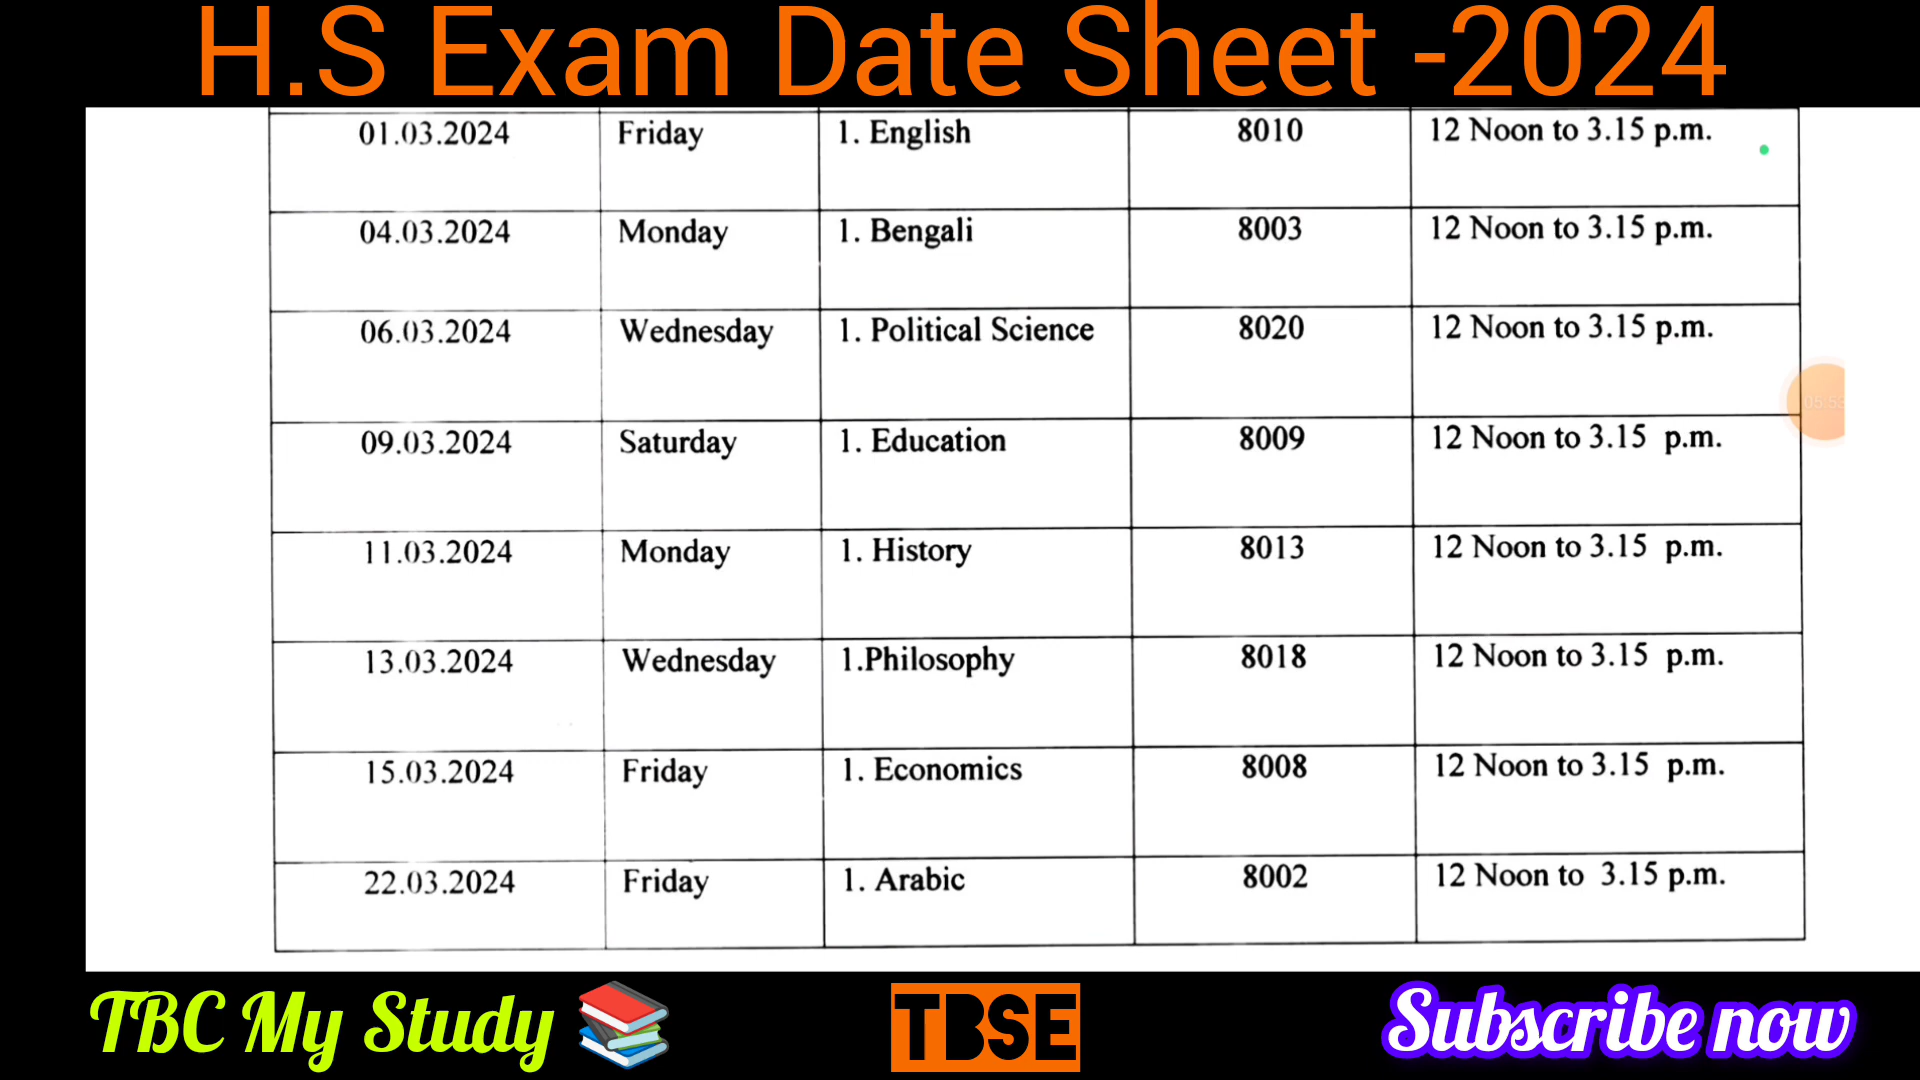 H.S Exam Date Sheet -2024
01.03.2024 Friday 1. English 8010 12 Noon to 3.15 p.m.
04.03.2024 Monday 1. Bengali 8003 12 Noon to 3.15 p.m.
06.03.2024 Wednesday 1. Political Science 8020 12 Noon to 3.15 p.m.
09.03.2024 Saturday 1. Education 8009 12 Noon to 3.15 p.m.
11.03.2024 Monday 1. History 8013 12 Noon to 3.15 p.m.
13.03.2024 Wednesday 1.Philosophy 8018 12 Noon to 3.15 p.m.
15.03.2024 Friday 1. Economics 8008 12 Noon to 3.15 p.m.
22.03.2024 Friday 1. Arabic 8002 12 Noon to 3.15 p.m.
TBC My Study TBSE Subscribe now